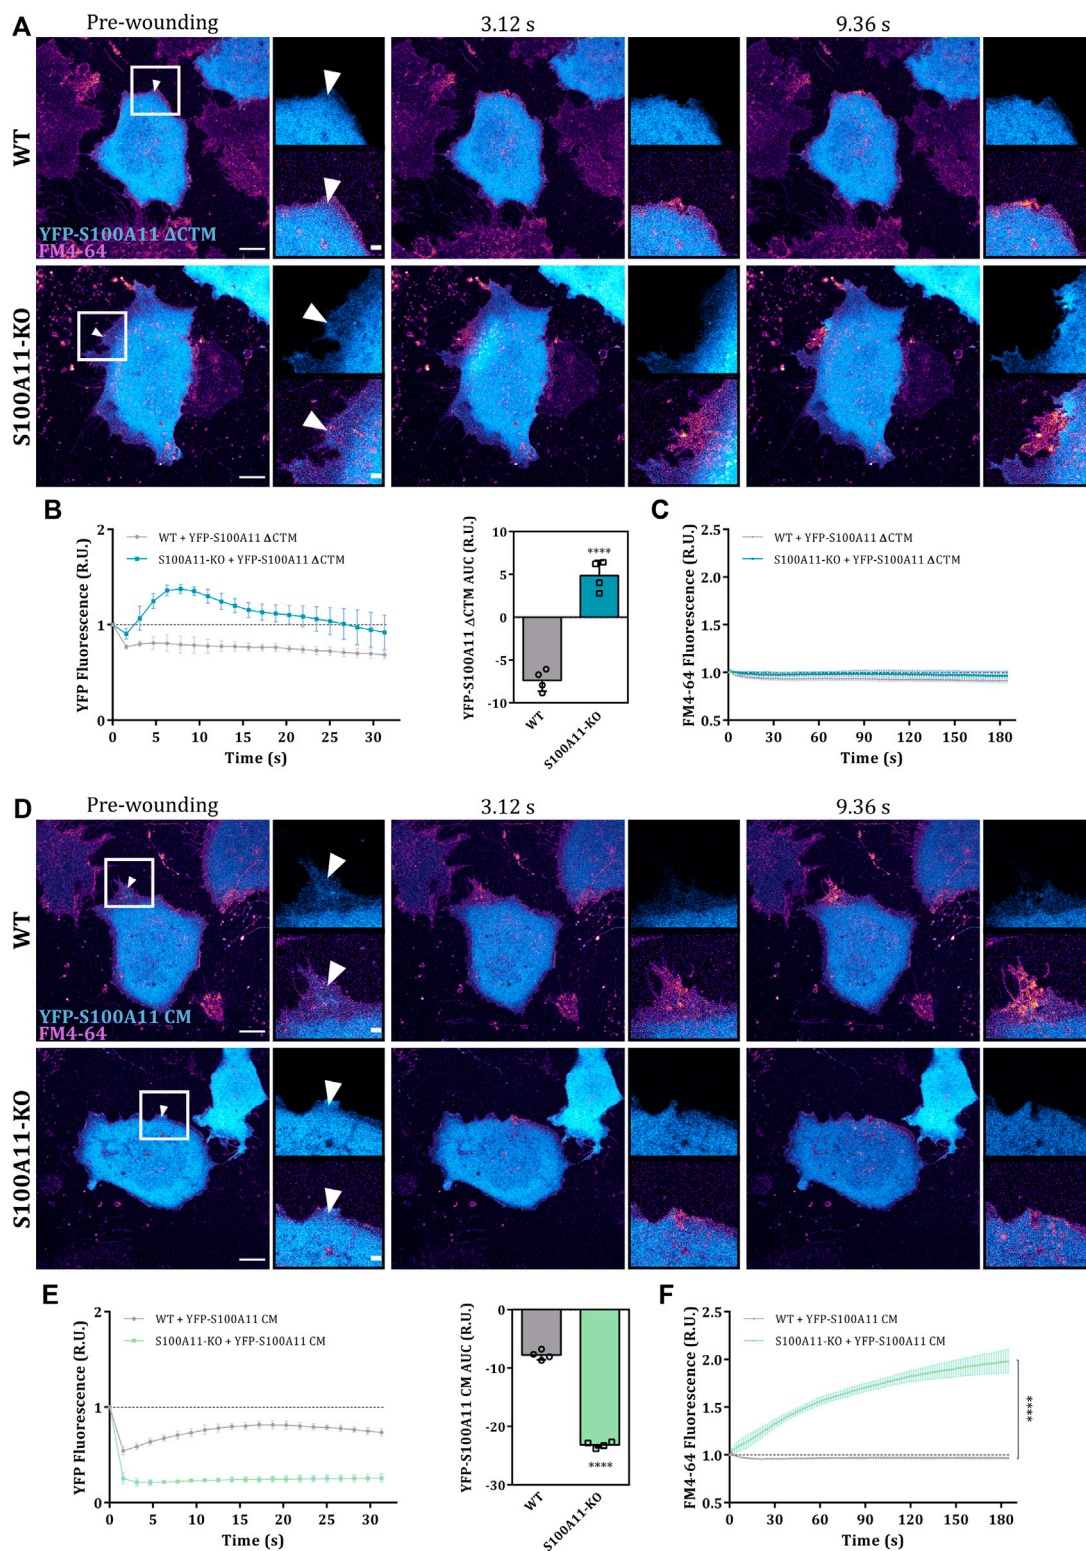 A
Pre-wounding
3.12 s
9.36 s
WT
YFP-S100A11 ΔCTM
FM4-64
S100A11-KO
B
YFP Fluorescence (R.U.)
2
1
0
WT + YFP-S100A11 ΔCTM
S100A11-KO + YFP-S100A11 ΔCTM
0 5 10 15 20 25 30
Time (s)
YFP-S100A11 ΔCTM AUC (R.U.)
10
5
0
-5
-10
****
WT
S100A11-KO
C
FM4-64 Fluorescence (R.U.)
2.5
2.0
1.5
1.0
0.5
WT + YFP-S100A11 ΔCTM
S100A11-KO + YFP-S100A11 ΔCTM
0 30 60 90 120 150 180
Time (s)
D
Pre-wounding
3.12 s
9.36 s
WT
YFP-S100A11 CM
FM4-64
S100A11-KO
E
YFP Fluorescence (R.U.)
2
1
0
WT + YFP-S100A11 CM
S100A11-KO + YFP-S100A11 CM
0 5 10 15 20 25 30
Time (s)
YFP-S100A11 CM AUC (R.U.)
0
-10
-20
-30
****
WT
S100A11-KO
F
FM4-64 Fluorescence (R.U.)
2.5
2.0
1.5
1.0
0.5
WT + YFP-S100A11 CM
S100A11-KO + YFP-S100A11 CM
****
0 30 60 90 120 150 180
Time (s)